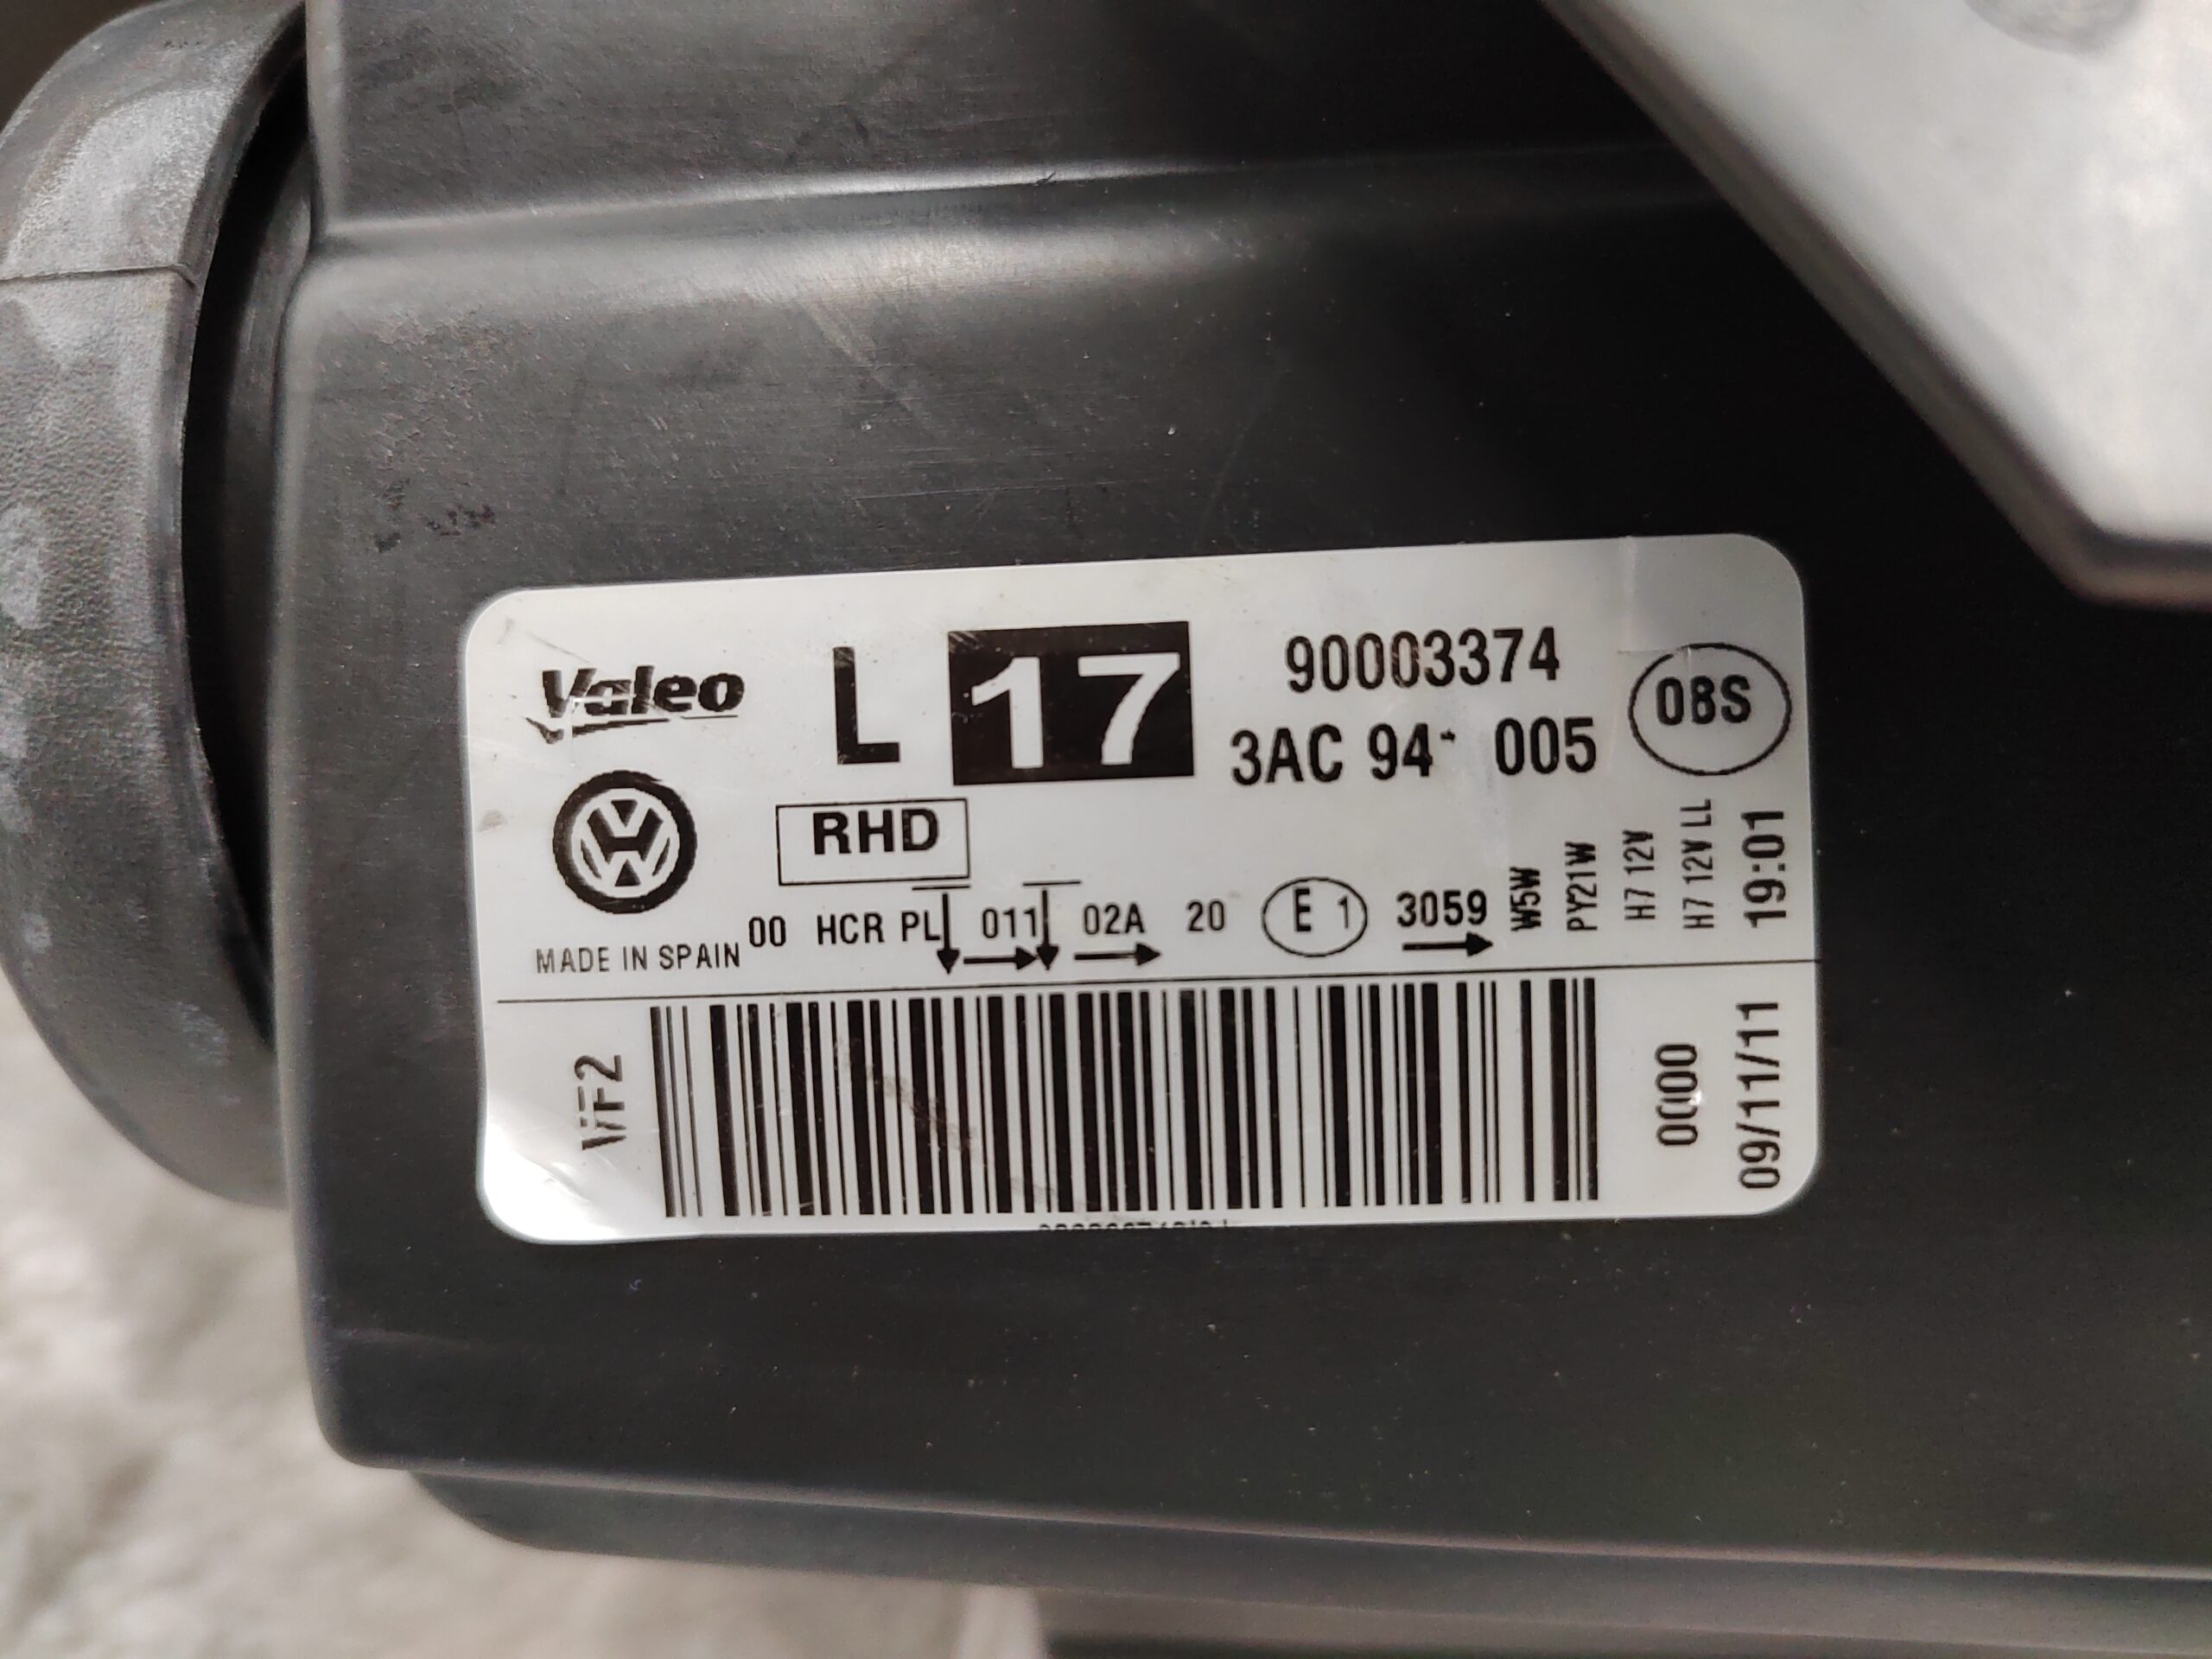 Valeo L 17 90003374 08S
3AC 94 005
RHD
00 HCR PL 011 02A 20 E 1 3059
MADE IN SPAIN
W5W
PY21W
H7 12V
H7 12V LL
19:01
0000
09/11/11